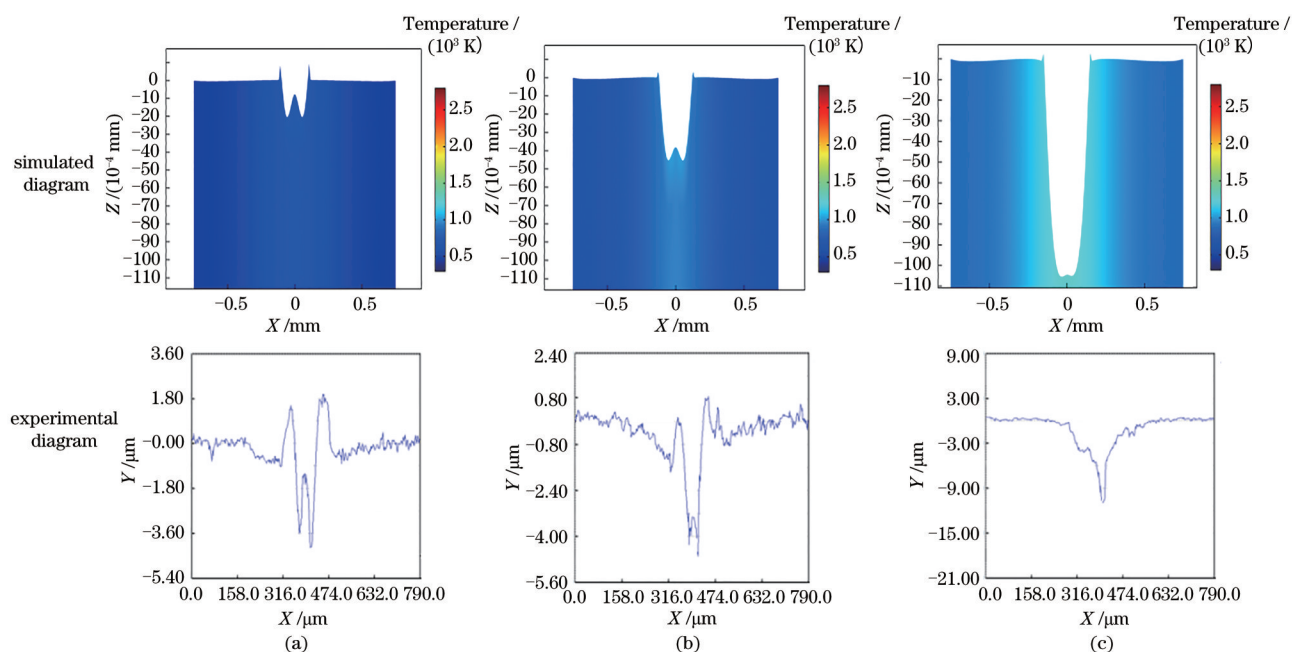 Temperature /
(10³ K)
Temperature /
(10³ K)
Temperature /
(10³ K)
simulated
diagram
Z /(10⁻⁴ mm)
0
−10
−20
−30
−40
−50
−60
−70
−80
−90
−100
−110
−0.5
0
0.5
X /mm
2.5
2.0
1.5
1.0
0.5
Z /(10⁻⁴ mm)
0
−10
−20
−30
−40
−50
−60
−70
−80
−90
−100
−110
−0.5
0
0.5
X /mm
2.5
2.0
1.5
1.0
0.5
Z /(10⁻⁴ mm)
−10
−20
−30
−40
−50
−60
−70
−80
−90
−100
−110
−0.5
0
0.5
X /mm
2.5
2.0
1.5
1.0
0.5
experimental
diagram
Y /μm
3.60
1.80
−0.00
−1.80
−3.60
−5.40
0.0 158.0 316.0 474.0 632.0 790.0
X /μm
(a)
Y /μm
2.40
0.80
−0.80
−2.40
−4.00
−5.60
0.0 158.0 316.0 474.0 632.0 790.0
X /μm
(b)
Y /μm
9.00
3.00
−3.00
−9.00
−15.00
−21.00
0.0 158.0 316.0 474.0 632.0 790.0
X /μm
(c)